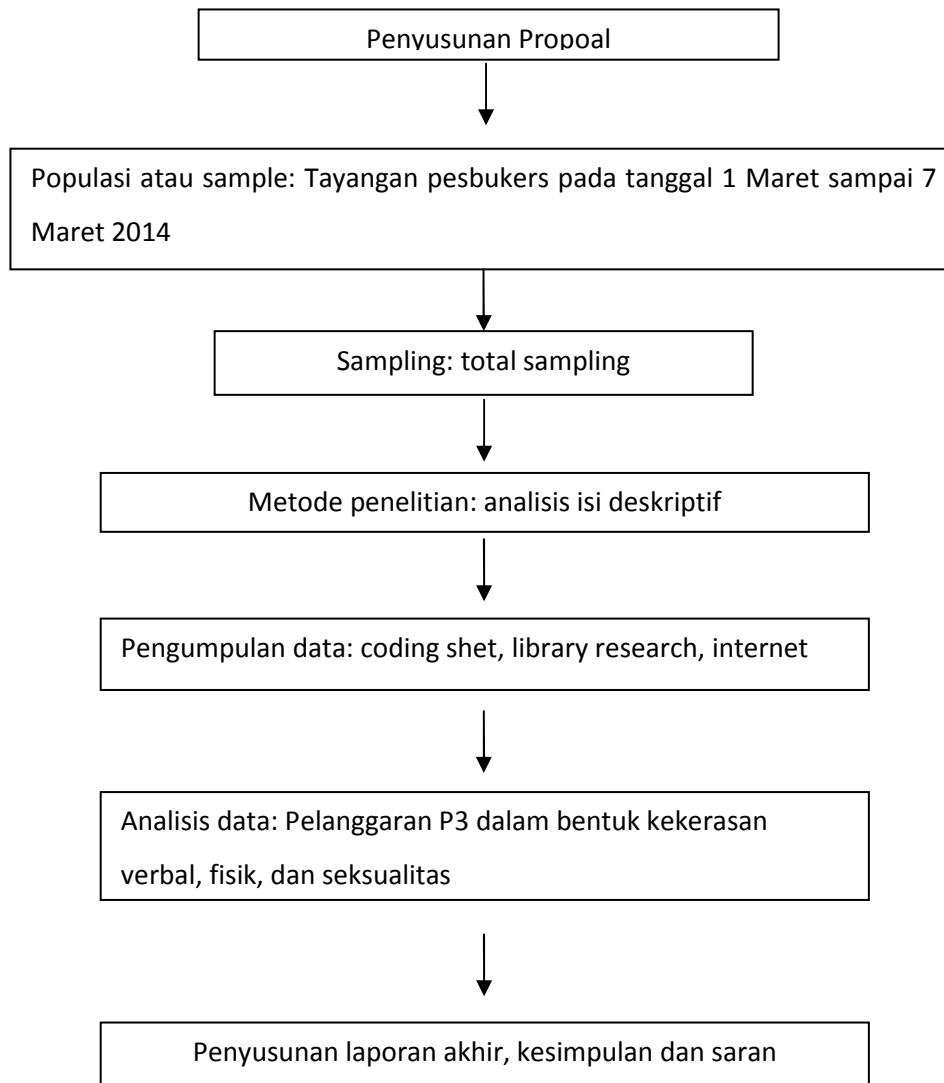 Penyusunan Propoal
Populasi atau sample: Tayangan pesbukers pada tanggal 1 Maret sampai 7
Maret 2014
Sampling: total sampling
Metode penelitian: analisis isi deskriptif
Pengumpulan data: coding shet, library research, internet
Analisis data: Pelanggaran P3 dalam bentuk kekerasan
verbal, fisik, dan seksualitas
Penyusunan laporan akhir, kesimpulan dan saran